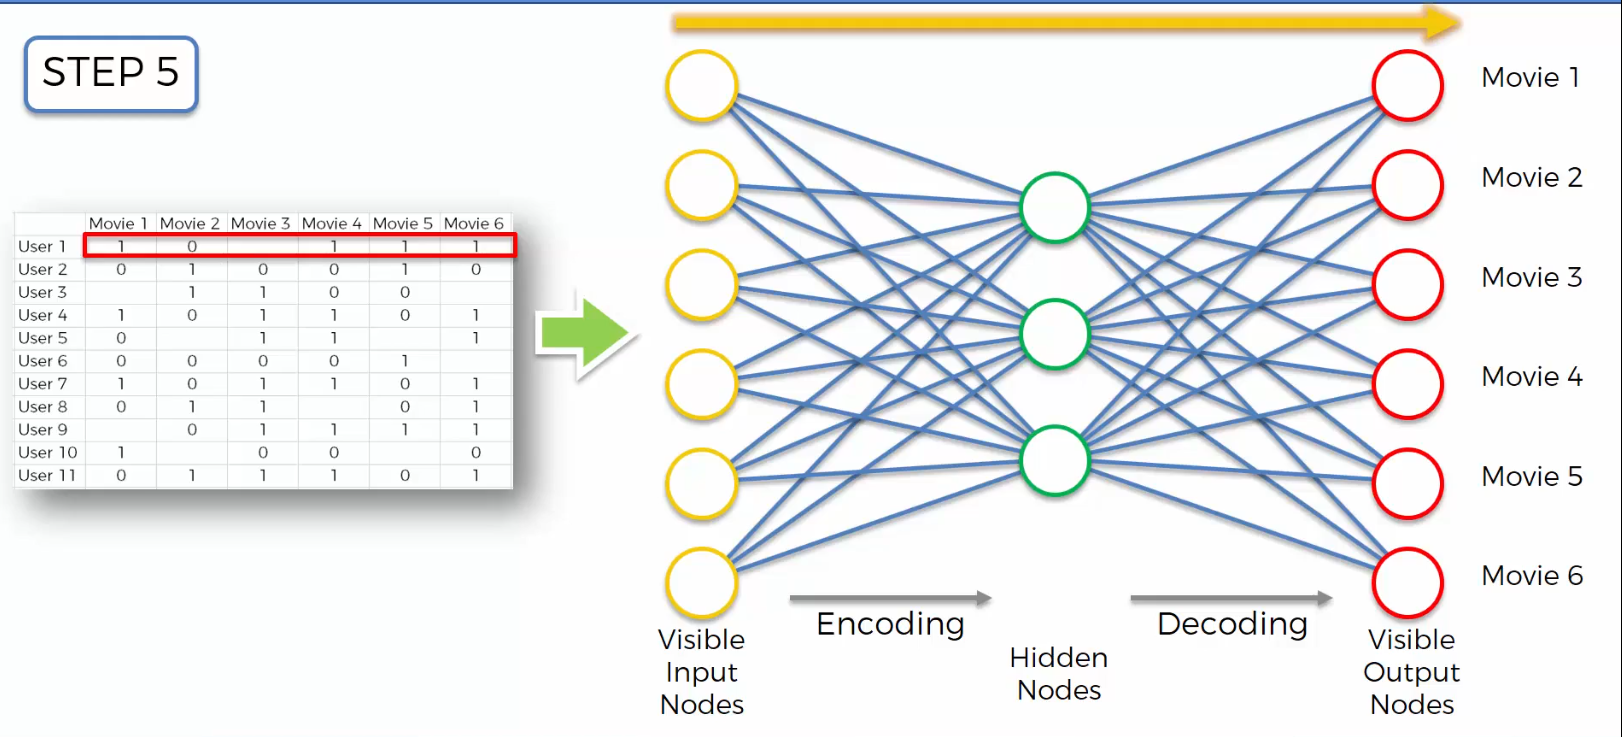 STEP 5
Movie 1 Movie 2 Movie 3 Movie 4 Movie 5 Movie 6
User 1 1 0 1 1 1
User 2 0 1 0 0 1 0
User 3 1 1 0 0
User 4 1 0 1 1 0 1
User 5 0 1 1 1
User 6 0 0 0 0 1
User 7 1 0 1 1 0 1
User 8 0 1 1 0 1
User 9 0 1 1 1 1
User 10 1 0 0 0
User 11 0 1 1 1 0 1
Movie 1
Movie 2
Movie 3
Movie 4
Movie 5
Movie 6
Encoding
Decoding
Visible
Input
Nodes
Hidden
Nodes
Visible
Output
Nodes